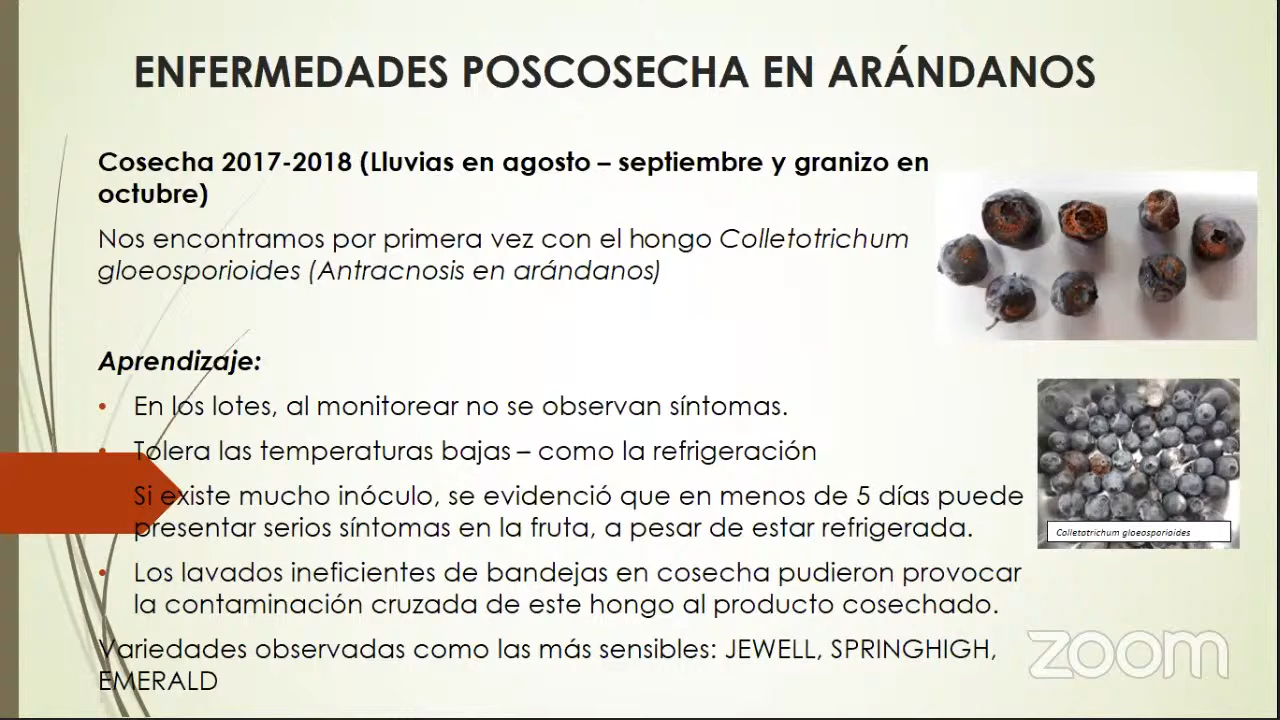 ENFERMEDADES POSCOSECHA EN ARÁNDANOS
Cosecha 2017-2018 (Lluvias en agosto – septiembre y granizo en
octubre)
Nos encontramos por primera vez con el hongo Colletotrichum
gloeosporioides (Antracnosis en arándanos)
Aprendizaje:
• En los lotes, al monitorear no se observan síntomas.
• Tolera las temperaturas bajas – como la refrigeración
Si existe mucho inóculo, se evidenció que en menos de 5 días puede
presentar serios síntomas en la fruta, a pesar de estar refrigerada.
• Los lavados ineficientes de bandejas en cosecha pudieron provocar
la contaminación cruzada de este hongo al producto cosechado.
Variedades observadas como las más sensibles: JEWELL, SPRINGHIGH,
EMERALD
Colletotrichum gloeosporioides
zoom